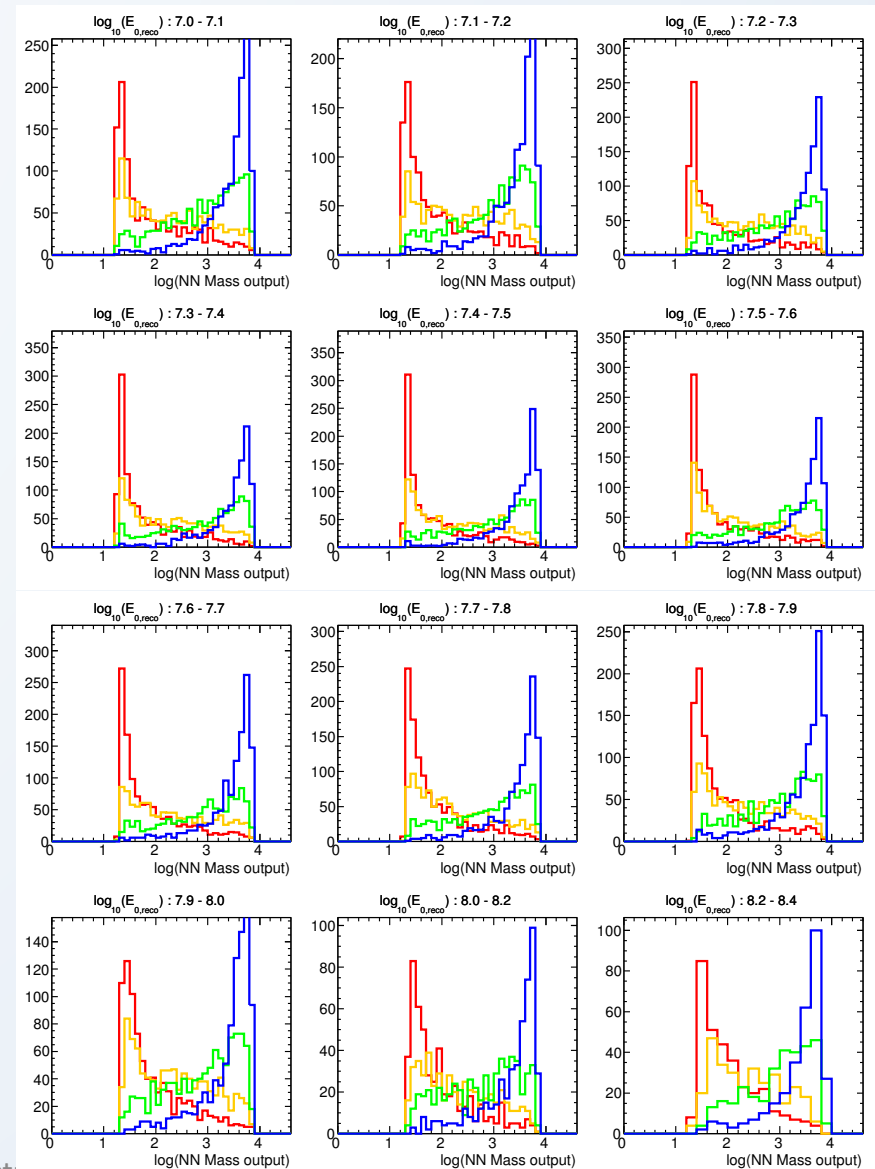 log₁₀(E₀,reco) : 7.0 - 7.1
250
200
150
100
50
0
0 1 2 3 4
log(NN Mass output)
log₁₀(E₀,reco) : 7.1 - 7.2
200
150
100
50
0
0 1 2 3 4
log(NN Mass output)
log₁₀(E₀,reco) : 7.2 - 7.3
300
250
200
150
100
50
0
0 1 2 3 4
log(NN Mass output)
log₁₀(E₀,reco) : 7.3 - 7.4
350
300
250
200
150
100
50
0
0 1 2 3 4
log(NN Mass output)
log₁₀(E₀,reco) : 7.4 - 7.5
350
300
250
200
150
100
50
0
0 1 2 3 4
log(NN Mass output)
log₁₀(E₀,reco) : 7.5 - 7.6
350
300
250
200
150
100
50
0
0 1 2 3 4
log(NN Mass output)
log₁₀(E₀,reco) : 7.6 - 7.7
300
250
200
150
100
50
0
0 1 2 3 4
log(NN Mass output)
log₁₀(E₀,reco) : 7.7 - 7.8
300
250
200
150
100
50
0
0 1 2 3 4
log(NN Mass output)
log₁₀(E₀,reco) : 7.8 - 7.9
250
200
150
100
50
0
0 1 2 3 4
log(NN Mass output)
log₁₀(E₀,reco) : 7.9 - 8.0
140
120
100
80
60
40
20
0
0 1 2 3 4
log(NN Mass output)
log₁₀(E₀,reco) : 8.0 - 8.2
100
80
60
40
20
0
0 1 2 3 4
log(NN Mass output)
log₁₀(E₀,reco) : 8.2 - 8.4
100
80
60
40
20
0
0 1 2 3 4
log(NN Mass output)